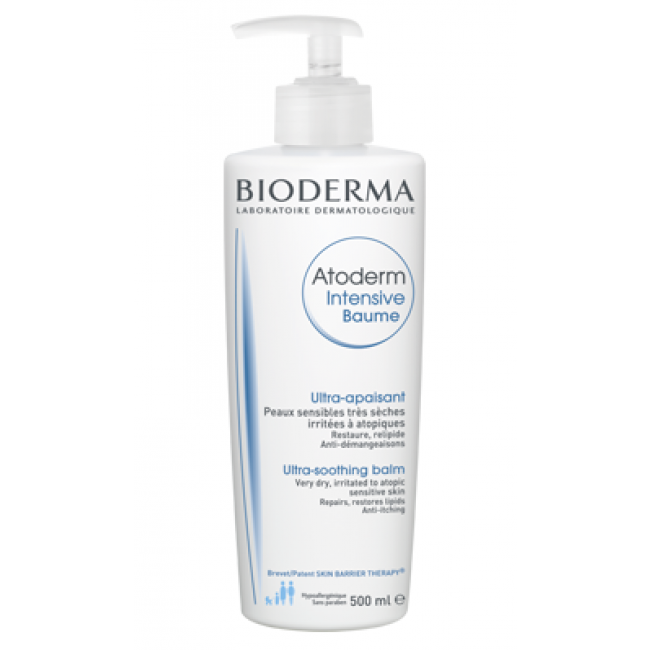 BIODERMA
LABORATOIRE DERMATOLOGIQUE
Atoderm
Intensive
Baume
Ultra-apaisant
Peaux sensibles très sèches
irritées à atopiques
Restaure, relipide
Anti-démangeaisons
Ultra-soothing balm
Very dry, irritated to atopic
sensitive skin
Repairs, restores lipids
Anti-itching
Brevet/Patent SKIN BARRIER THERAPY®
Hypoallergénique
Sans paraben
500 ml ℮